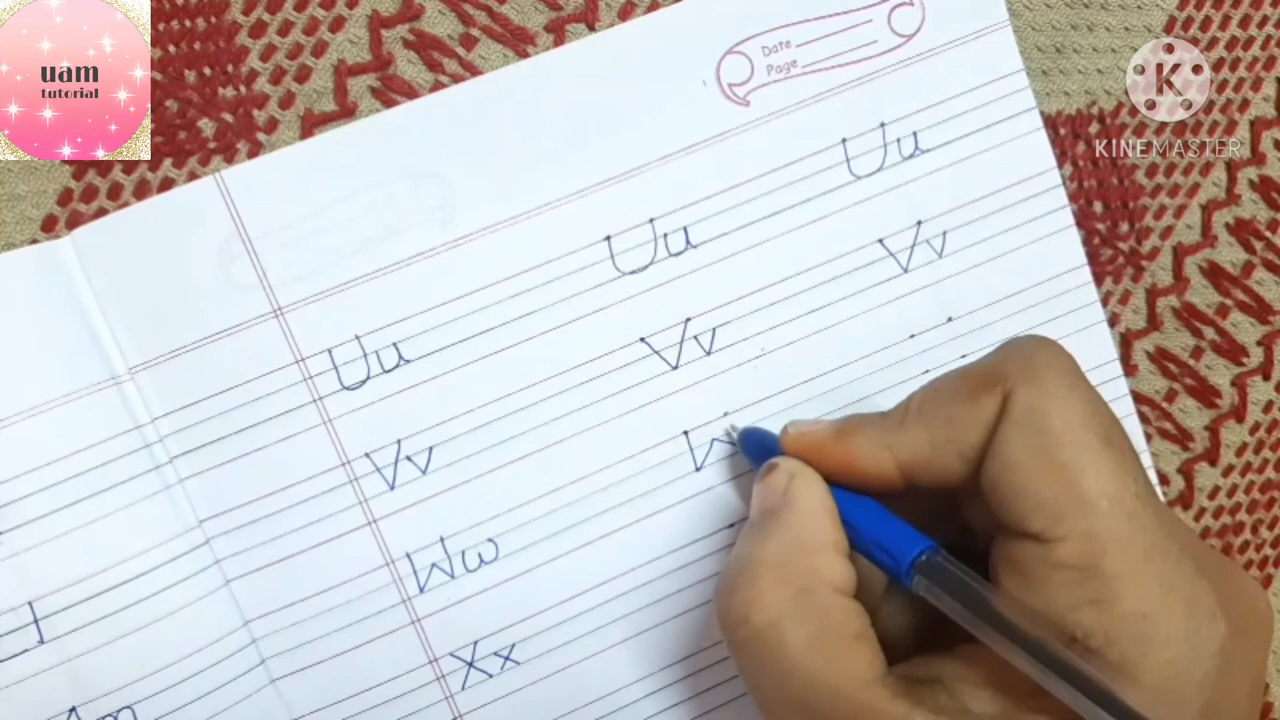 uam
tutorial
KINEMASTER
Date
Page
Uu Uu Uu
Vv Vv Vv
Ww
Xx